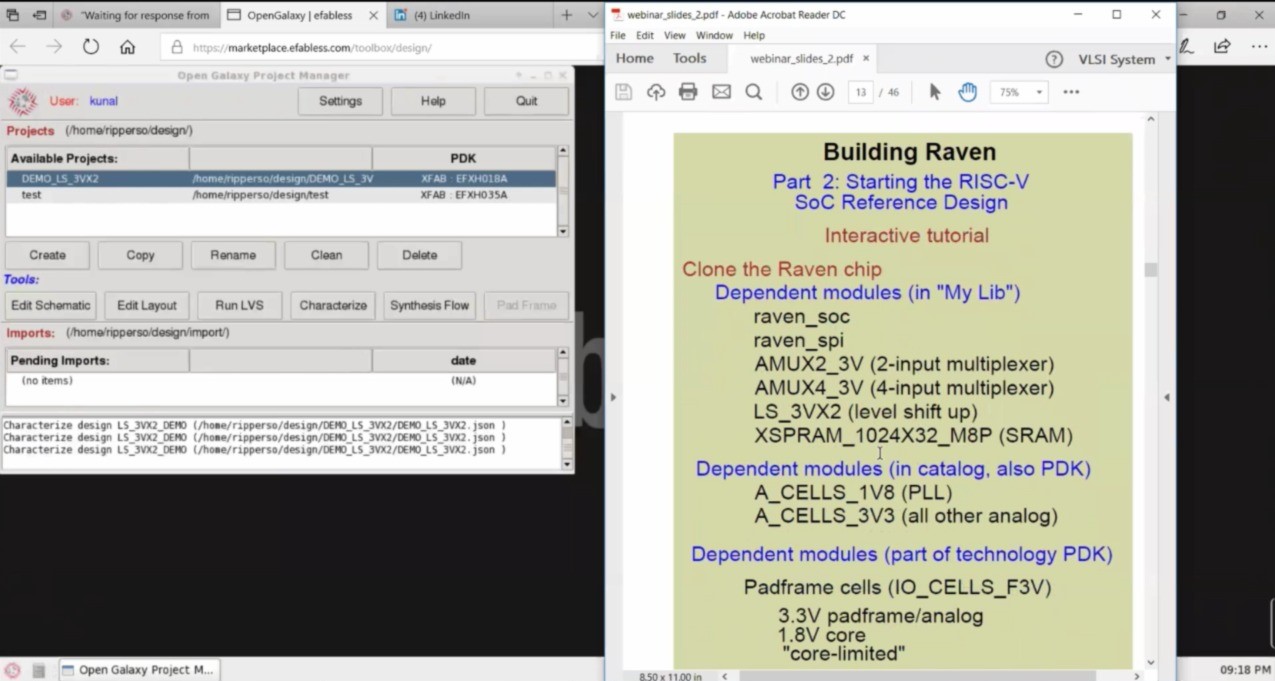 "Waiting for response from
OpenGalaxy | efabless
(4) LinkedIn
https://marketplace.efabless.com/toolbox/design/
Open Galaxy Project Manager
User: kunal
Settings
Help
Quit
Projects (/home/ripperso/design/)
Available Projects: PDK
DEMO_LS_3VX2 /home/ripperso/design/DEMO_LS_3V XFAB : EFXH018A
test /home/ripperso/design/test XFAB : EFXH035A
Create Copy Rename Clean Delete
Tools:
Edit Schematic Edit Layout Run LVS Characterize Synthesis Flow Pad Frame
Imports: (/home/ripperso/design/import/)
Pending Imports: date
(no items) (N/A)
Characterize design LS_3VX2_DEMO (/home/ripperso/design/DEMO_LS_3VX2/DEMO_LS_3VX2.json )
Characterize design LS_3VX2_DEMO (/home/ripperso/design/DEMO_LS_3VX2/DEMO_LS_3VX2.json )
Characterize design LS_3VX2_DEMO (/home/ripperso/design/DEMO_LS_3VX2/DEMO_LS_3VX2.json )
Open Galaxy Project M...
webinar_slides_2.pdf - Adobe Acrobat Reader DC
File Edit View Window Help
Home Tools webinar_slides_2.pdf VLSI System
13 / 46 75%
Building Raven
Part 2: Starting the RISC-V
SoC Reference Design
Interactive tutorial
Clone the Raven chip
Dependent modules (in "My Lib")
raven_soc
raven_spi
AMUX2_3V (2-input multiplexer)
AMUX4_3V (4-input multiplexer)
LS_3VX2 (level shift up)
XSPRAM_1024X32_M8P (SRAM)
Dependent modules (in catalog, also PDK)
A_CELLS_1V8 (PLL)
A_CELLS_3V3 (all other analog)
Dependent modules (part of technology PDK)
Padframe cells (IO_CELLS_F3V)
3.3V padframe/analog
1.8V core
"core-limited"
8.50 x 11.00 in
09:18 PM